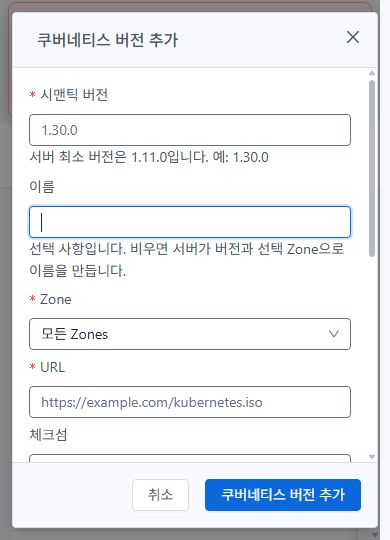 쿠버네티스 버전 추가
* 시맨틱 버전
1.30.0
서버 최소 버전은 1.11.0입니다. 예: 1.30.0
이름
선택 사항입니다. 비우면 서버가 버전과 선택 Zone으로
이름을 만듭니다.
* Zone
모든 Zones
* URL
https://example.com/kubernetes.iso
체크섬
취소
쿠버네티스 버전 추가